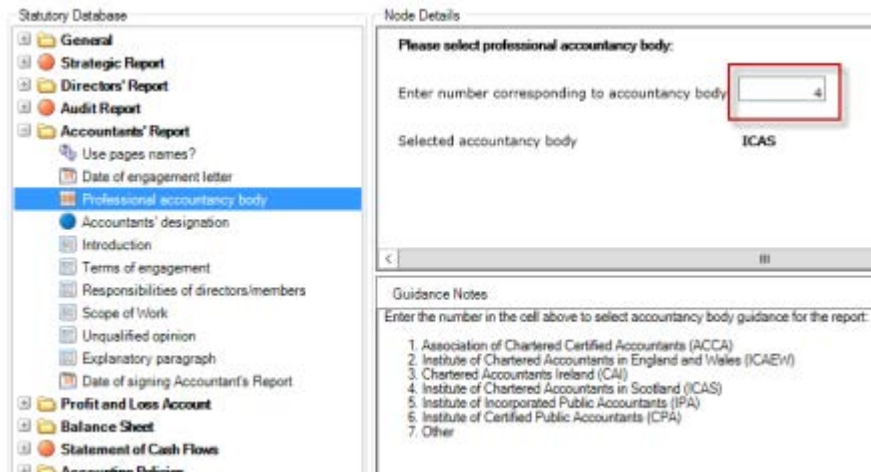 Statutory Database
General
Strategic Report
Directors' Report
Audit Report
Accountants' Report
Use pages names?
Date of engagement letter
Professional accountancy body
Accountants' designation
Introduction
Terms of engagement
Responsibilities of directors/members
Scope of Work
Unqualified opinion
Explanatory paragraph
Date of signing Accountant's Report
Profit and Loss Account
Balance Sheet
Statement of Cash Flows
Accounting Policies
Node Details
Please select professional accountancy body:
Enter number corresponding to accountancy body 4
Selected accountancy body ICAS
Guidance Notes
Enter the number in the cell above to select accountancy body guidance for the report:
1. Association of Chartered Certified Accountants (ACCA)
2. Institute of Chartered Accountants in England and Wales (ICAEW)
3. Chartered Accountants Ireland (CAI)
4. Institute of Chartered Accountants in Scotland (ICAS)
5. Institute of Incorporated Public Accountants (IPA)
6. Institute of Certified Public Accountants (CPA)
7. Other